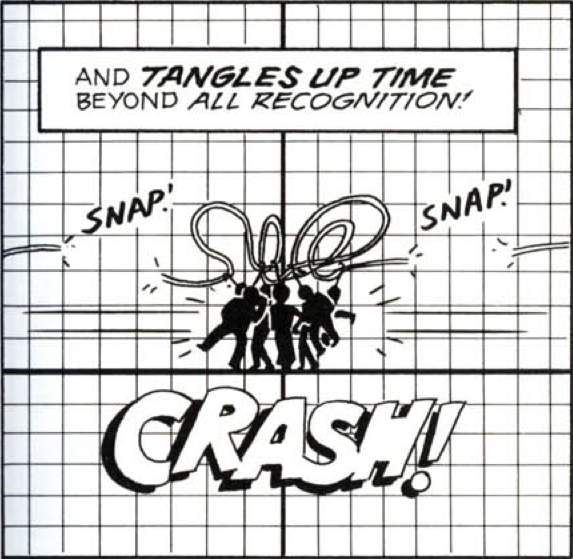 AND TANGLES UP TIME
BEYOND ALL RECOGNITION!
SNAP!
SNAP!
CRASH!